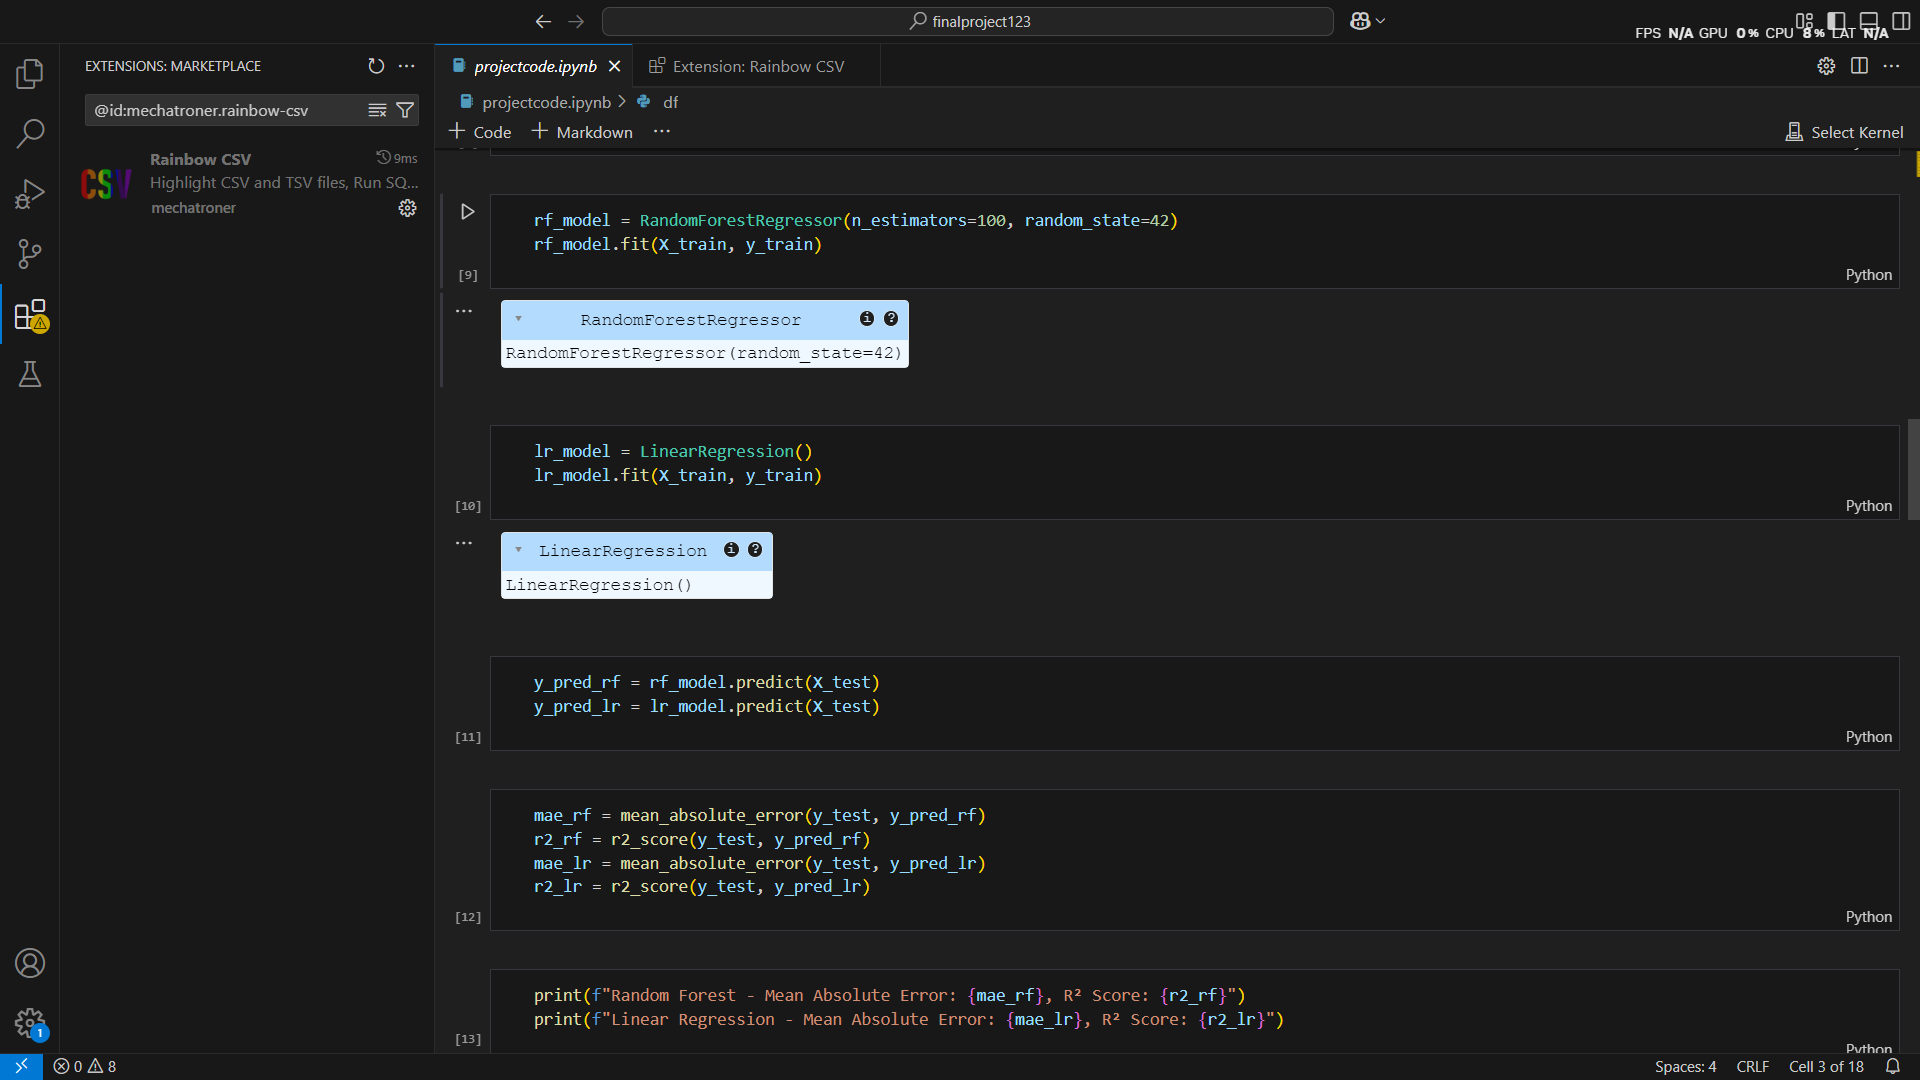 finalproject123
FPS N/A GPU 0% CPU 8% LAT N/A
EXTENSIONS: MARKETPLACE
@id:mechatroner.rainbow-csv
CSV
Rainbow CSV
9ms
Highlight CSV and TSV files, Run SQ...
mechatroner
projectcode.ipynb
Extension: Rainbow CSV
projectcode.ipynb > df
+ Code + Markdown ...
Select Kernel
rf_model = RandomForestRegressor(n_estimators=100, random_state=42)
rf_model.fit(X_train, y_train)
[9]
Python
RandomForestRegressor
RandomForestRegressor(random_state=42)
lr_model = LinearRegression()
lr_model.fit(X_train, y_train)
[10]
Python
LinearRegression
LinearRegression()
y_pred_rf = rf_model.predict(X_test)
y_pred_lr = lr_model.predict(X_test)
[11]
Python
mae_rf = mean_absolute_error(y_test, y_pred_rf)
r2_rf = r2_score(y_test, y_pred_rf)
mae_lr = mean_absolute_error(y_test, y_pred_lr)
r2_lr = r2_score(y_test, y_pred_lr)
[12]
Python
print(f"Random Forest - Mean Absolute Error: {mae_rf}, R² Score: {r2_rf}")
print(f"Linear Regression - Mean Absolute Error: {mae_lr}, R² Score: {r2_lr}")
[13]
Python
1
0 8
Spaces: 4 CRLF Cell 3 of 18